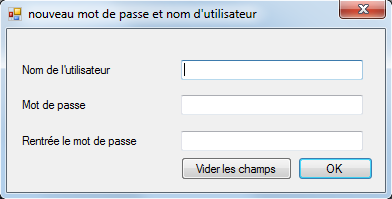 nouveau mot de passe et nom d'utilisateur
Nom de l'utilisateur
Mot de passe
Rentrée le mot de passe
Vider les champs
OK